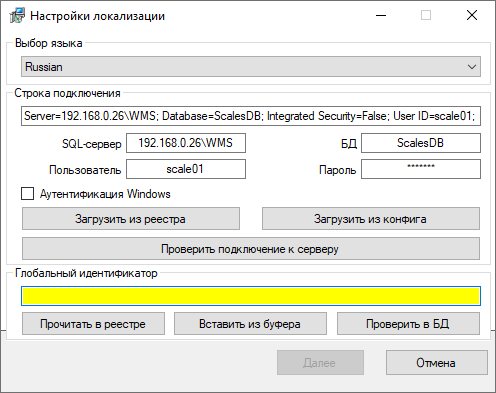 Настройки локализации
Выбор языка
Russian
Строка подключения
Server=192.168.0.26\WMS; Database=ScalesDB; Integrated Security=False; User ID=scale01;
SQL-сервер 192.168.0.26\WMS БД ScalesDB
Пользователь scale01 Пароль *******
Аутентификация Windows
Загрузить из реестра Загрузить из конфига
Проверить подключение к серверу
Глобальный идентификатор
Прочитать в реестре Вставить из буфера Проверить в БД
Далее Отмена